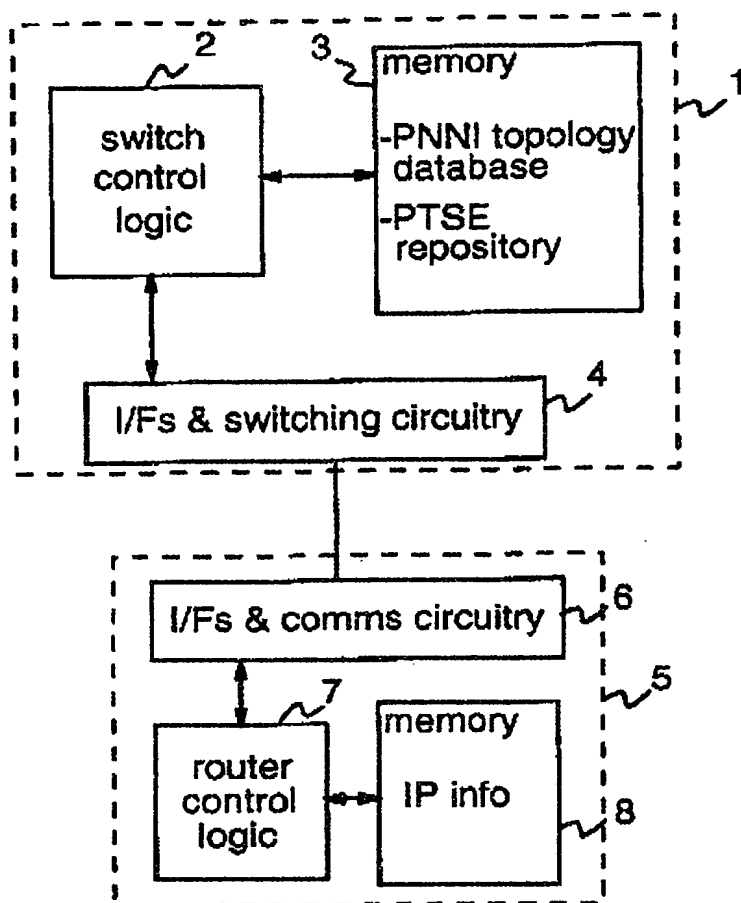 2
3
1
switch
control
logic
memory
-PNNI topology
database
-PTSE
repository
4
I/Fs & switching circuitry
I/Fs & comms circuitry
6
5
7
router
control
logic
memory
IP info
8